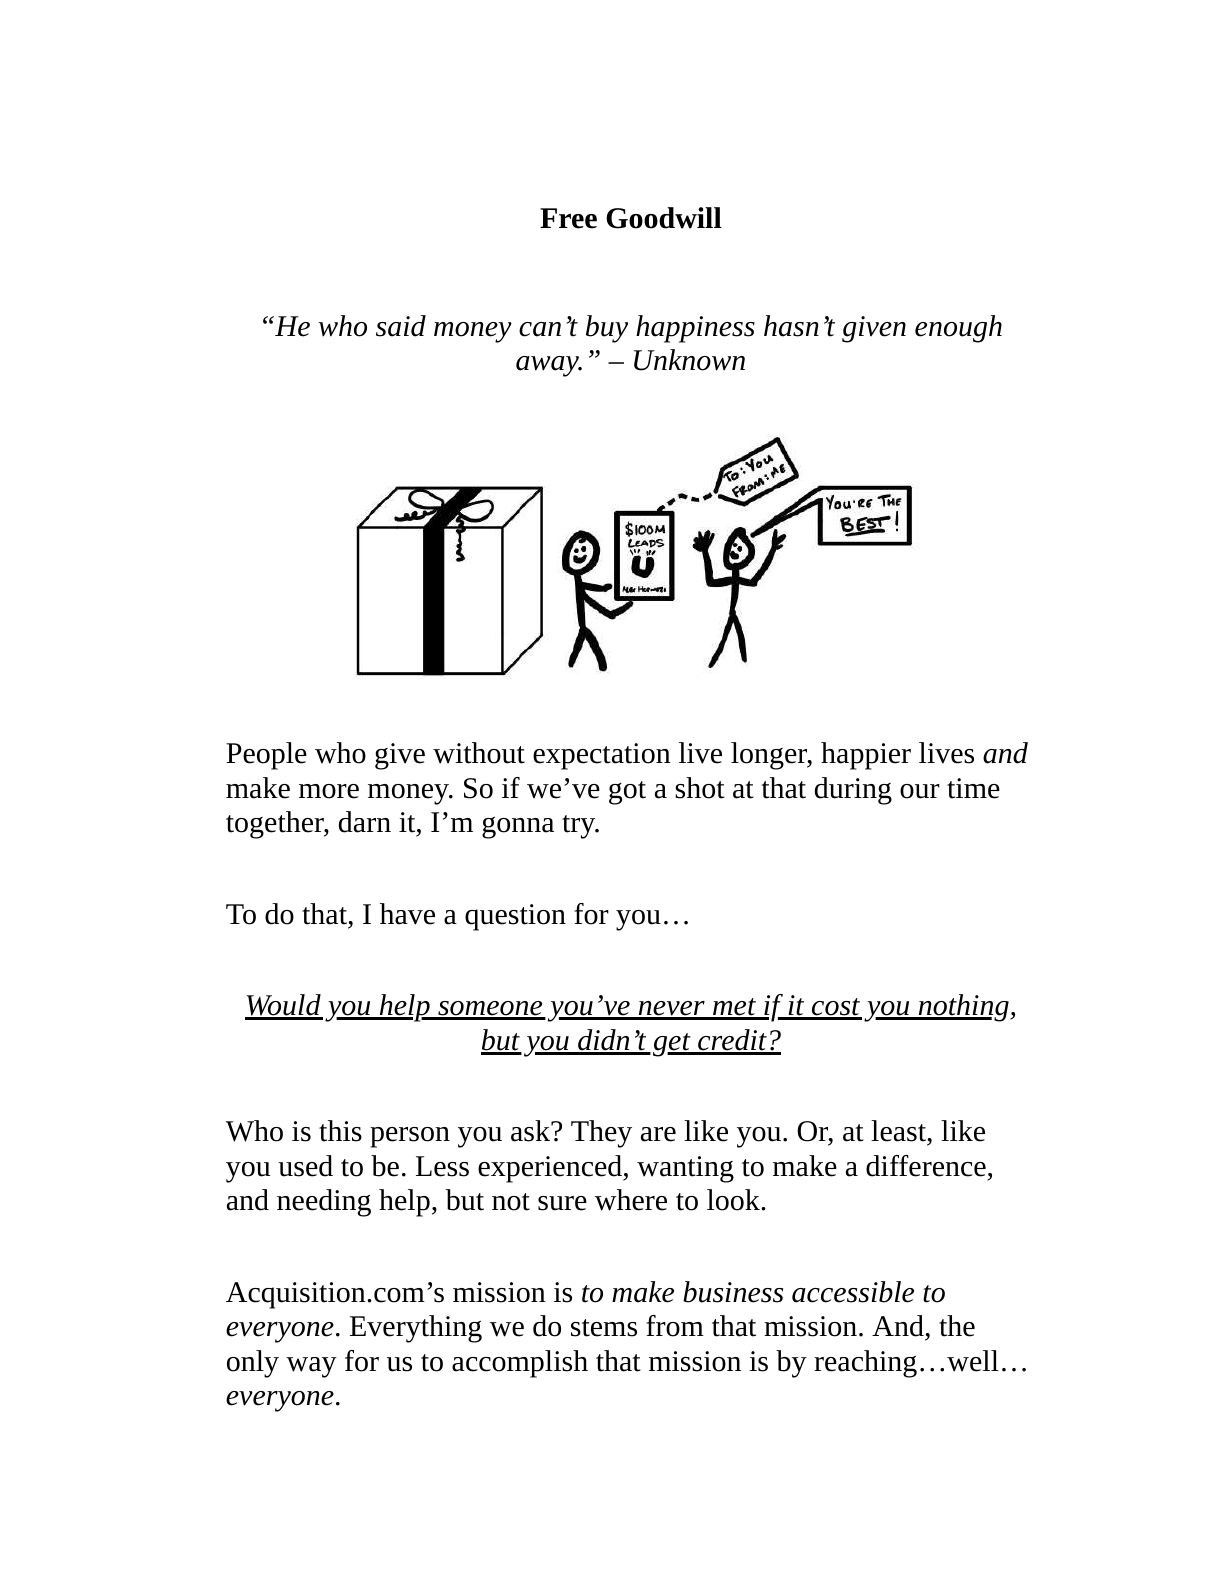 Free Goodwill
“He who said money can’t buy happiness hasn’t given enough
away.” – Unknown
To: You
From: Me
You're The
Best!
$100M
Leads
Alex Hormozi
People who give without expectation live longer, happier lives and
make more money. So if we’ve got a shot at that during our time
together, darn it, I’m gonna try.
To do that, I have a question for you…
Would you help someone you’ve never met if it cost you nothing,
but you didn’t get credit?
Who is this person you ask? They are like you. Or, at least, like
you used to be. Less experienced, wanting to make a difference,
and needing help, but not sure where to look.
Acquisition.com’s mission is to make business accessible to
everyone. Everything we do stems from that mission. And, the
only way for us to accomplish that mission is by reaching…well…
everyone.